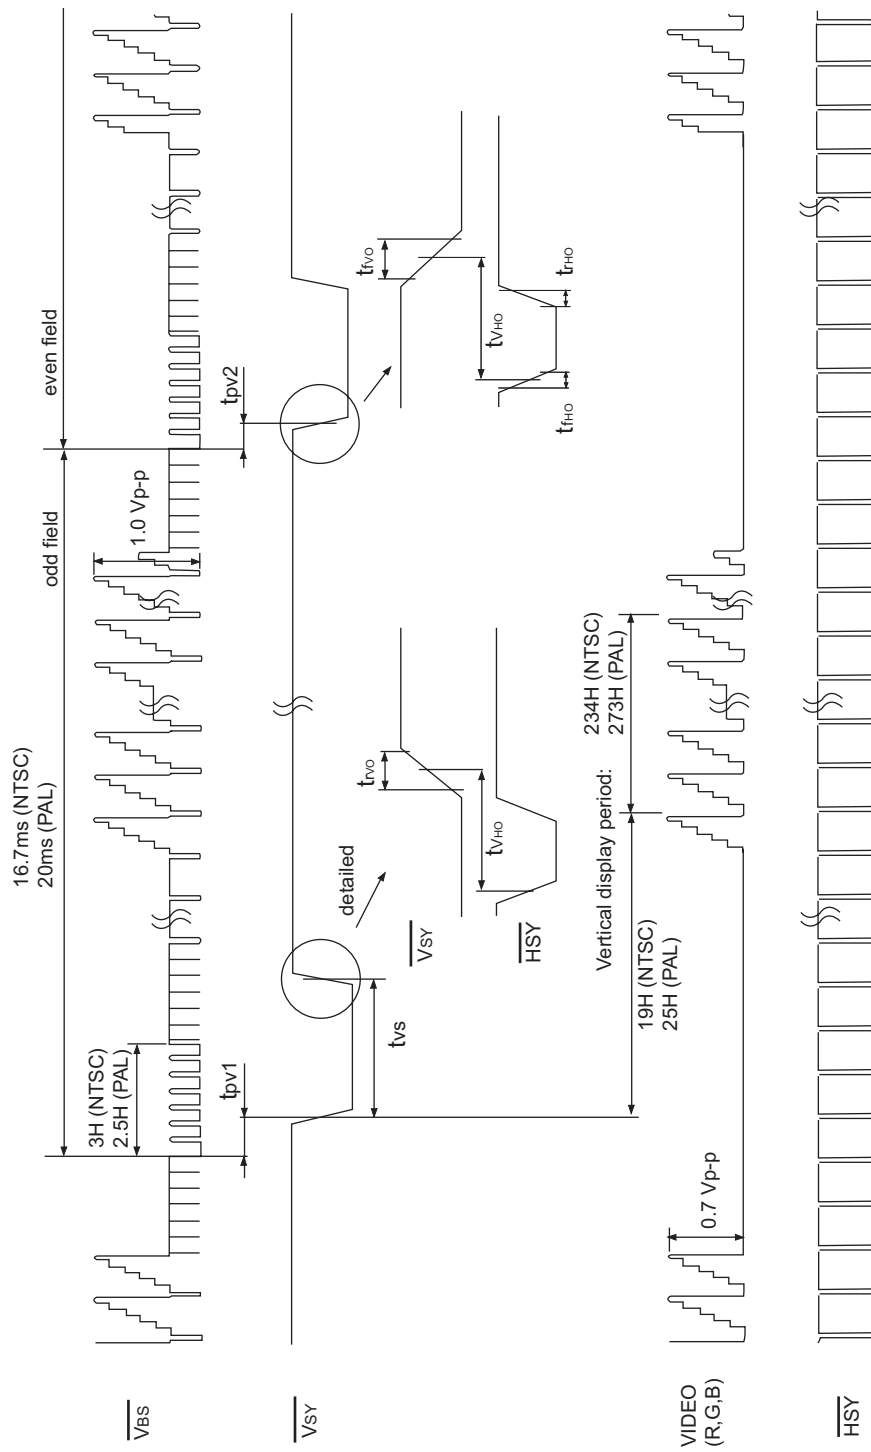 16.7ms (NTSC)
20ms (PAL)
odd field
even field
3H (NTSC)
2.5H (PAL)
1.0 Vp-p
VBS
tpv1
tpv2
VSY
tvs
detailed
trVO
tfVO
VSY
tVHO
tVHO
tfHO
trHO
HSY
Vertical display period:
234H (NTSC)
273H (PAL)
19H (NTSC)
25H (PAL)
0.7 Vp-p
VIDEO
(R,G,B)
HSY